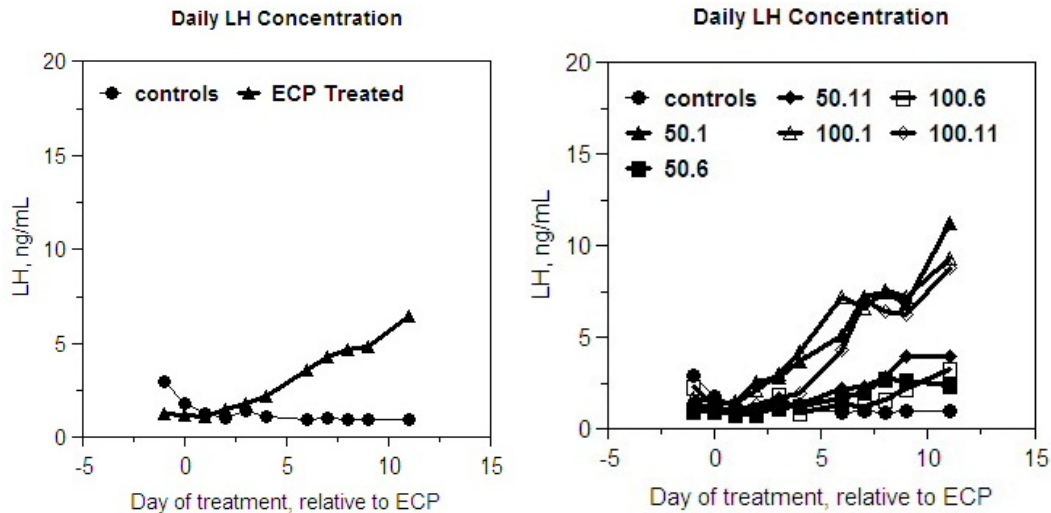 Daily LH Concentration
20
15
10
5
0
controls ECP Treated
LH, ng/mL
-5 0 5 10 15
Day of treatment, relative to ECP
Daily LH Concentration
20
15
10
5
0
controls 50.11 100.6
50.1 100.1 100.11
50.6
LH, ng/mL
-5 0 5 10 15
Day of treatment, relative to ECP